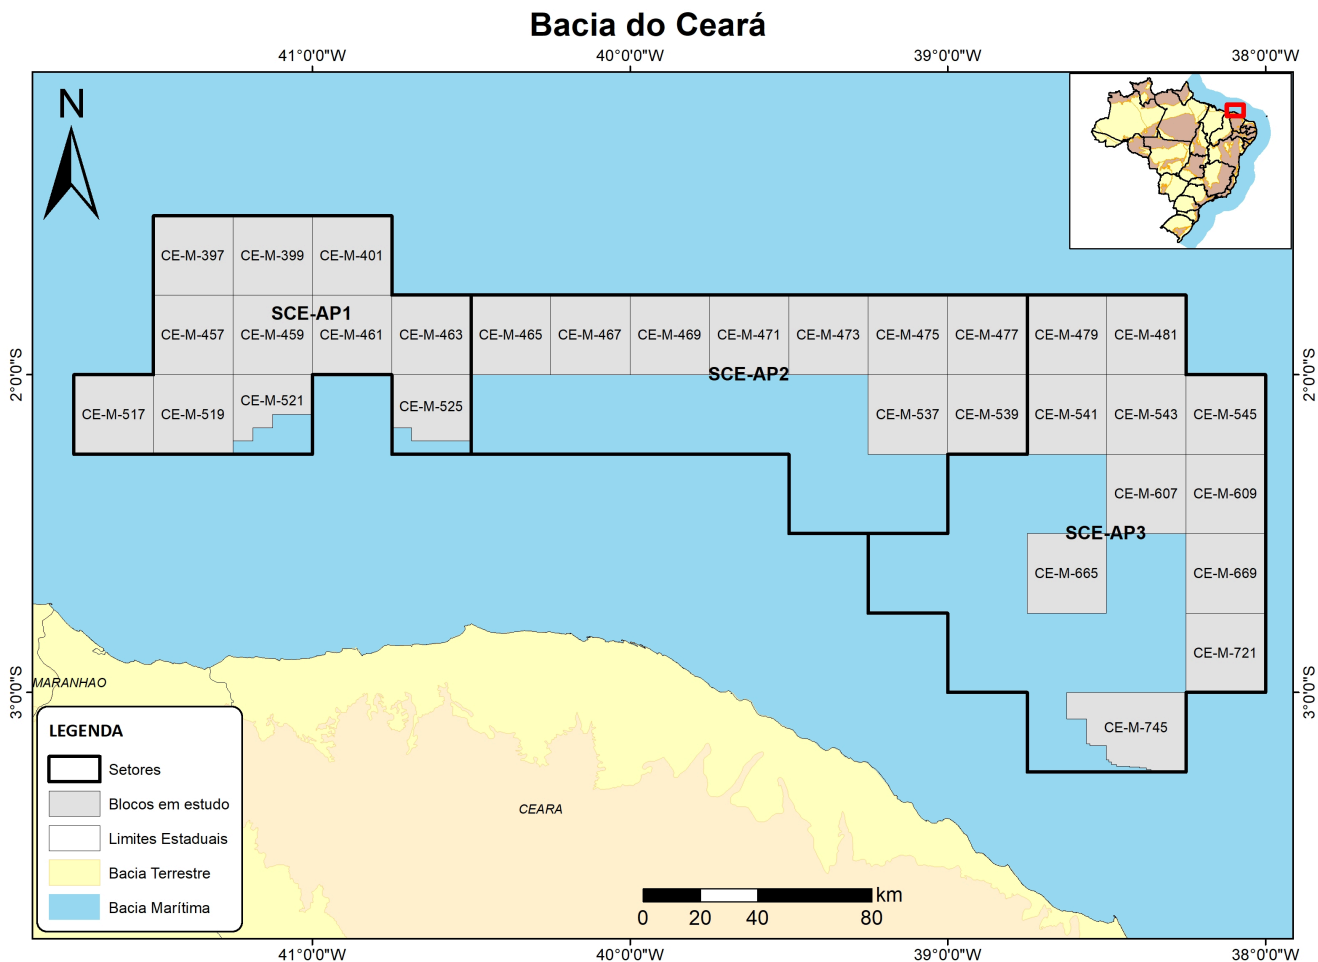 Bacia do Ceará
41°0'0"W 40°0'0"W 39°0'0"W 38°0'0"W
N
CE-M-397 CE-M-399 CE-M-401
SCE-AP1
CE-M-457 CE-M-459 CE-M-461 CE-M-463 CE-M-465 CE-M-467 CE-M-469 CE-M-471 CE-M-473 CE-M-475 CE-M-477 CE-M-479 CE-M-481
2°0'0"S SCE-AP2 2°0'0"S
CE-M-517 CE-M-519 CE-M-521 CE-M-525 CE-M-537 CE-M-539 CE-M-541 CE-M-543 CE-M-545
CE-M-607 CE-M-609
SCE-AP3
CE-M-665 CE-M-669
CE-M-721
MARANHAO
3°0'0"S 3°0'0"S
CE-M-745
LEGENDA
Setores
Blocos em estudo
Limites Estaduais
Bacia Terrestre
Bacia Marítima
CEARA
km
0 20 40 80
41°0'0"W 40°0'0"W 39°0'0"W 38°0'0"W